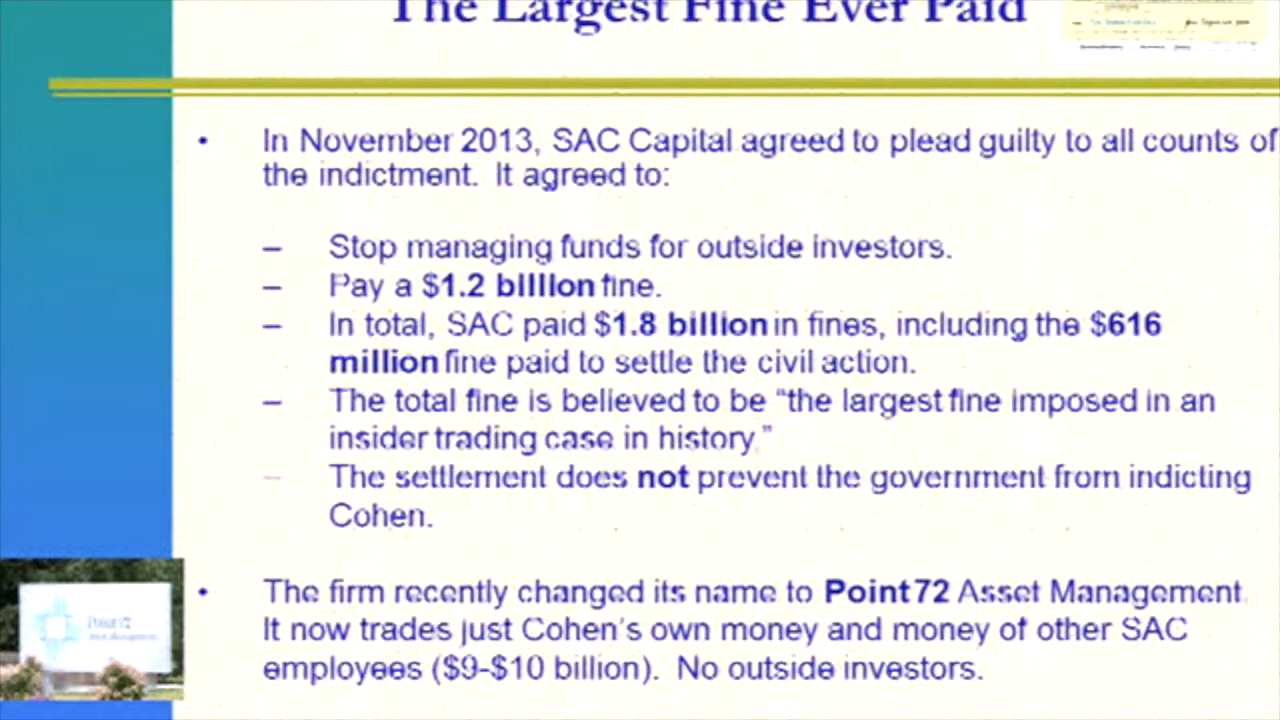 The Largest Fine Ever Paid
• In November 2013, SAC Capital agreed to plead guilty to all counts of
the indictment. It agreed to:
– Stop managing funds for outside investors.
– Pay a $1.2 billion fine.
– In total, SAC paid $1.8 billion in fines, including the $616
million fine paid to settle the civil action.
– The total fine is believed to be “the largest fine imposed in an
insider trading case in history.”
– The settlement does not prevent the government from indicting
Cohen.
• The firm recently changed its name to Point72 Asset Management.
It now trades just Cohen’s own money and money of other SAC
employees ($9-$10 billion). No outside investors.
Point72